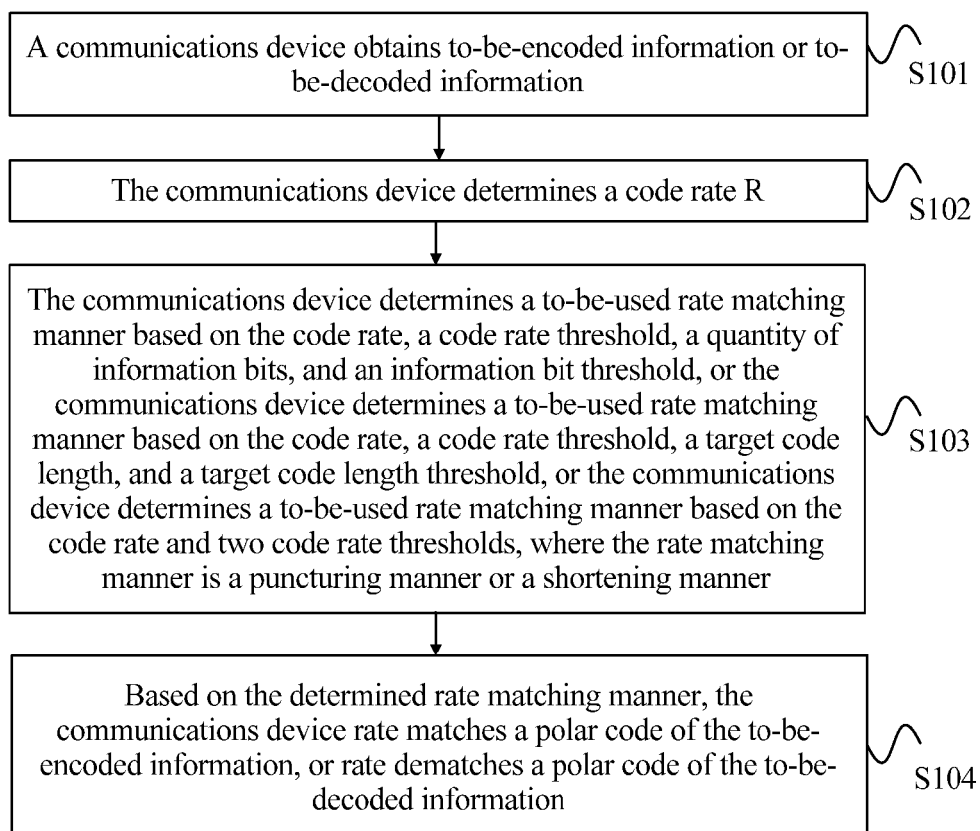 A communications device obtains to-be-encoded information or to-
be-decoded information
S101
The communications device determines a code rate R
S102
The communications device determines a to-be-used rate matching
manner based on the code rate, a code rate threshold, a quantity of
information bits, and an information bit threshold, or the
communications device determines a to-be-used rate matching
manner based on the code rate, a code rate threshold, a target code
length, and a target code length threshold, or the communications
device determines a to-be-used rate matching manner based on the
code rate and two code rate thresholds, where the rate matching
manner is a puncturing manner or a shortening manner
S103
Based on the determined rate matching manner, the
communications device rate matches a polar code of the to-be-
encoded information, or rate dematches a polar code of the to-be-
decoded information
S104